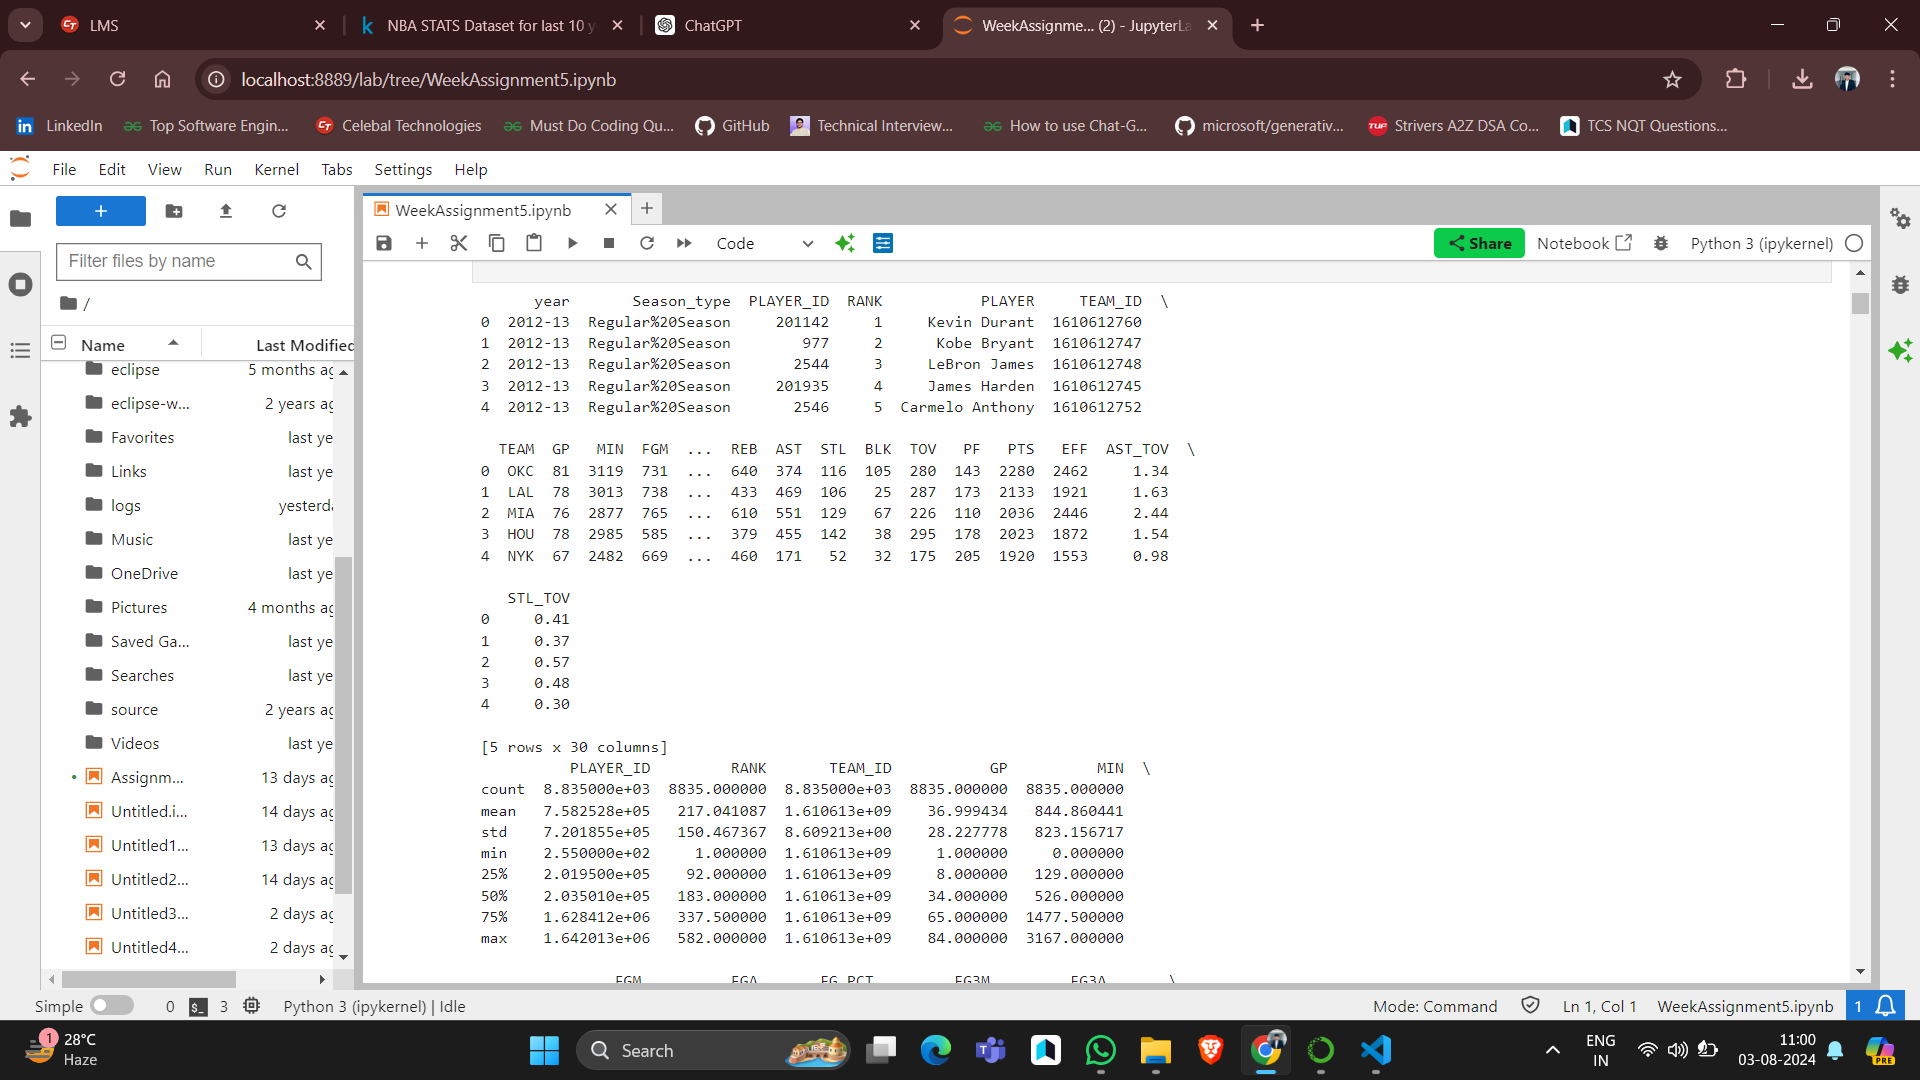 LMS
NBA STATS Dataset for last 10 y
ChatGPT
WeekAssignme... (2) - JupyterLa
localhost:8889/lab/tree/WeekAssignment5.ipynb
LinkedIn Top Software Engin... Celebal Technologies Must Do Coding Qu... GitHub Technical Interview... How to use Chat-G... microsoft/generativ... Strivers A2Z DSA Co... TCS NQT Questions...
File Edit View Run Kernel Tabs Settings Help
Filter files by name
/
Name Last Modified
eclipse 5 months ag
eclipse-w... 2 years ag
Favorites last ye
Links last ye
logs yesterda
Music last ye
OneDrive last ye
Pictures 4 months ag
Saved Ga... last ye
Searches last ye
source 2 years ag
Videos last ye
Assignm... 13 days ag
Untitled.i... 14 days ag
Untitled1... 13 days ag
Untitled2... 14 days ag
Untitled3... 2 days ag
Untitled4... 2 days ag
WeekAssignment5.ipynb
Code Share Notebook Python 3 (ipykernel)
year Season_type PLAYER_ID RANK PLAYER TEAM_ID \
0 2012-13 Regular%20Season 201142 1 Kevin Durant 1610612760
1 2012-13 Regular%20Season 977 2 Kobe Bryant 1610612747
2 2012-13 Regular%20Season 2544 3 LeBron James 1610612748
3 2012-13 Regular%20Season 201935 4 James Harden 1610612745
4 2012-13 Regular%20Season 2546 5 Carmelo Anthony 1610612752
TEAM GP MIN FGM ... REB AST STL BLK TOV PF PTS EFF AST_TOV \
0 OKC 81 3119 731 ... 640 374 116 105 280 143 2280 2462 1.34
1 LAL 78 3013 738 ... 433 469 106 25 287 173 2133 1921 1.63
2 MIA 76 2877 765 ... 610 551 129 67 226 110 2036 2446 2.44
3 HOU 78 2985 585 ... 379 455 142 38 295 178 2023 1872 1.54
4 NYK 67 2482 669 ... 460 171 52 32 175 205 1920 1553 0.98
STL_TOV
0 0.41
1 0.37
2 0.57
3 0.48
4 0.30
[5 rows x 30 columns]
PLAYER_ID RANK TEAM_ID GP MIN \
count 8.835000e+03 8835.000000 8.835000e+03 8835.000000 8835.000000
mean 7.582528e+05 217.041087 1.610613e+09 36.999434 844.860441
std 7.201855e+05 150.467367 8.609213e+00 28.227778 823.156717
min 2.550000e+02 1.000000 1.610613e+09 1.000000 0.000000
25% 2.019500e+05 92.000000 1.610613e+09 8.000000 129.000000
50% 2.035010e+05 183.000000 1.610613e+09 34.000000 526.000000
75% 1.628412e+06 337.500000 1.610613e+09 65.000000 1477.500000
max 1.642013e+06 582.000000 1.610613e+09 84.000000 3167.000000
FGM FGA FG_PCT FG3M FG3A \
Simple 0 3 Python 3 (ipykernel) | Idle Mode: Command Ln 1, Col 1 WeekAssignment5.ipynb 1
1 28°C
Haze
Search
ENG
IN
11:00
03-08-2024
PRE